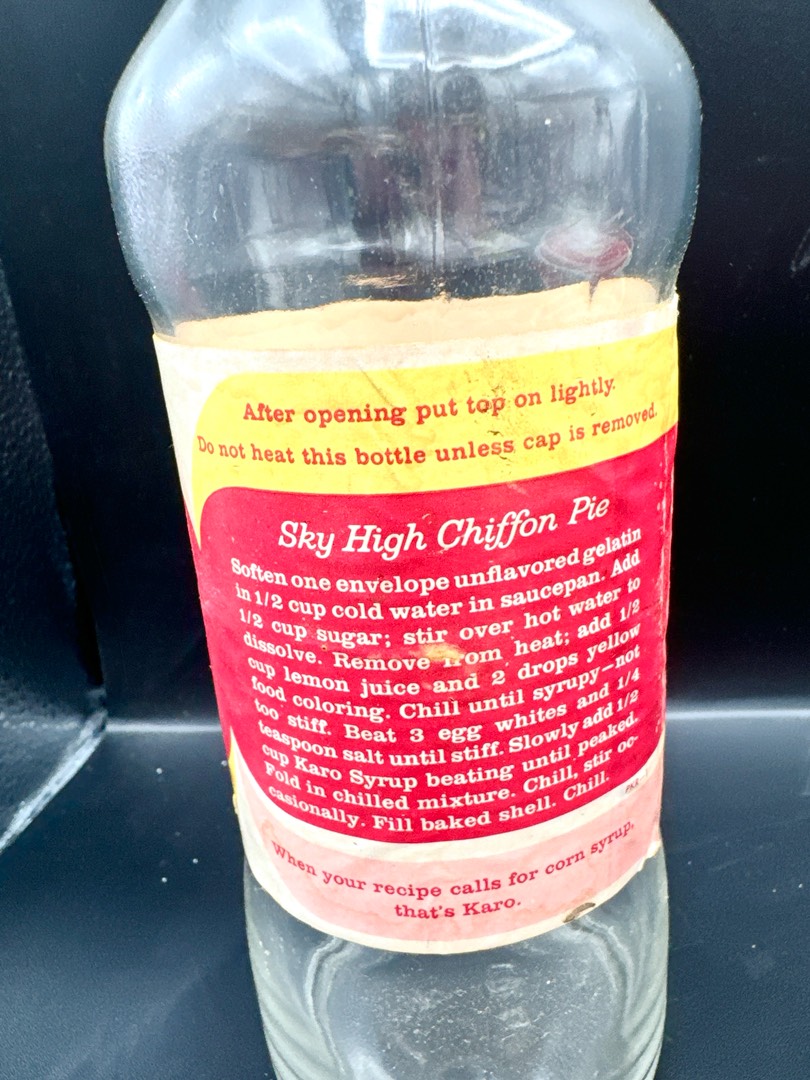 After opening put top on lightly.
Do not heat this bottle unless cap is removed.
Sky High Chiffon Pie
Soften one envelope unflavored gelatin
in 1/2 cup cold water in saucepan. Add
1/2 cup sugar; stir over hot water to
dissolve. Remove from heat; add 1/2
cup lemon juice and 2 drops yellow
food coloring. Chill until syrupy—not
too stiff. Beat 3 egg whites and 1/4
teaspoon salt until stiff. Slowly add 1/2
cup Karo Syrup beating until peaked.
Fold in chilled mixture. Chill, stir oc-
casionally. Fill baked shell. Chill.
When your recipe calls for corn syrup,
that's Karo.